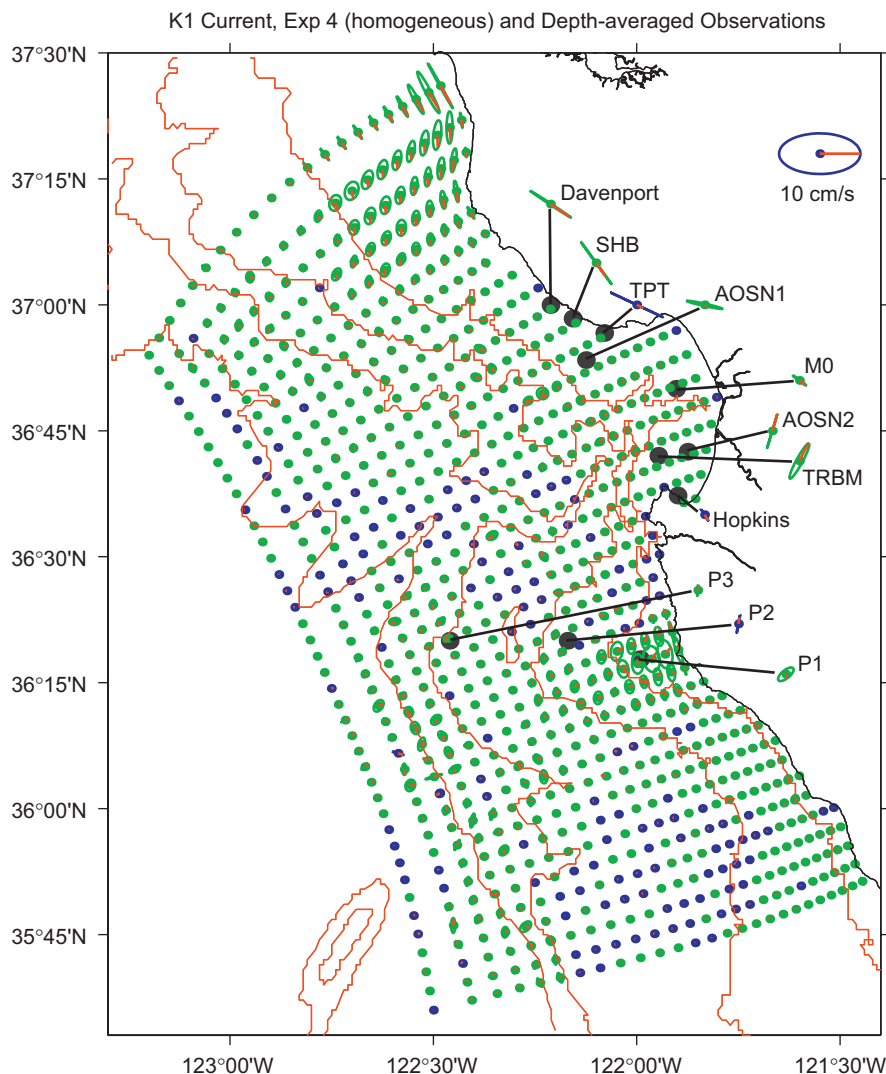 K1 Current, Exp 4 (homogeneous) and Depth-averaged Observations
37°30'N
37°15'N
37°00'N
36°45'N
36°30'N
36°15'N
36°00'N
35°45'N
10 cm/s
Davenport
SHB
TPT
AOSN1
M0
AOSN2
TRBM
Hopkins
P3
P2
P1
123°00'W
122°30'W
122°00'W
121°30'W